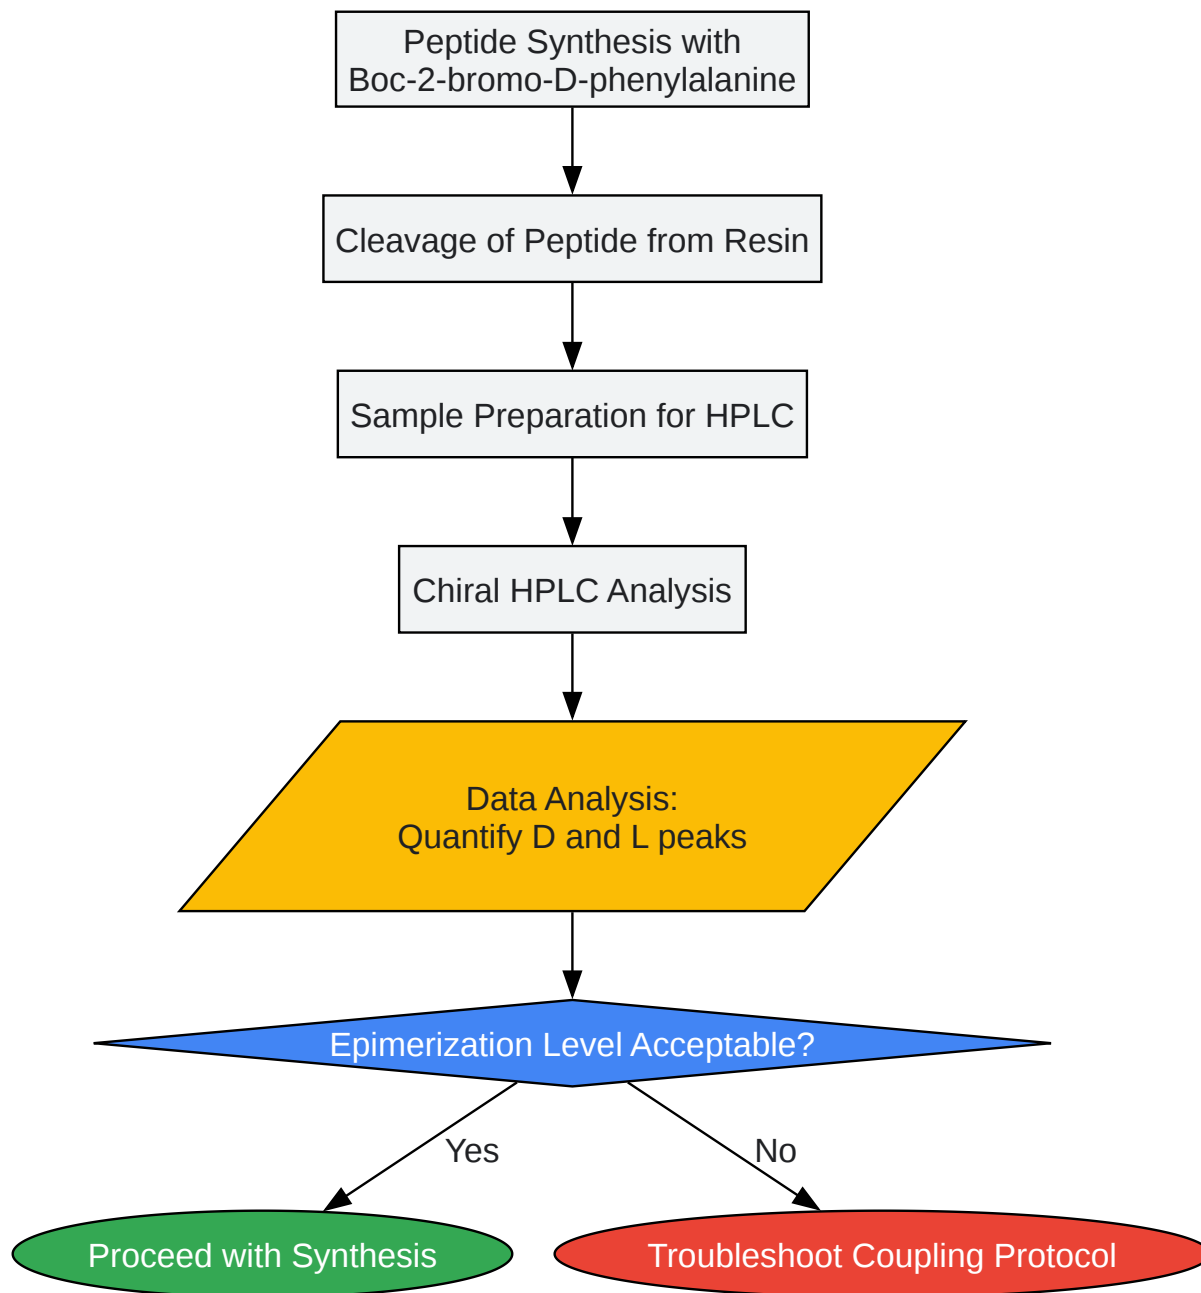 Peptide Synthesis with
Boc-2-bromo-D-phenylalanine
Cleavage of Peptide from Resin
Sample Preparation for HPLC
Chiral HPLC Analysis
Data Analysis:
Quantify D and L peaks
Epimerization Level Acceptable?
Yes
No
Proceed with Synthesis
Troubleshoot Coupling Protocol